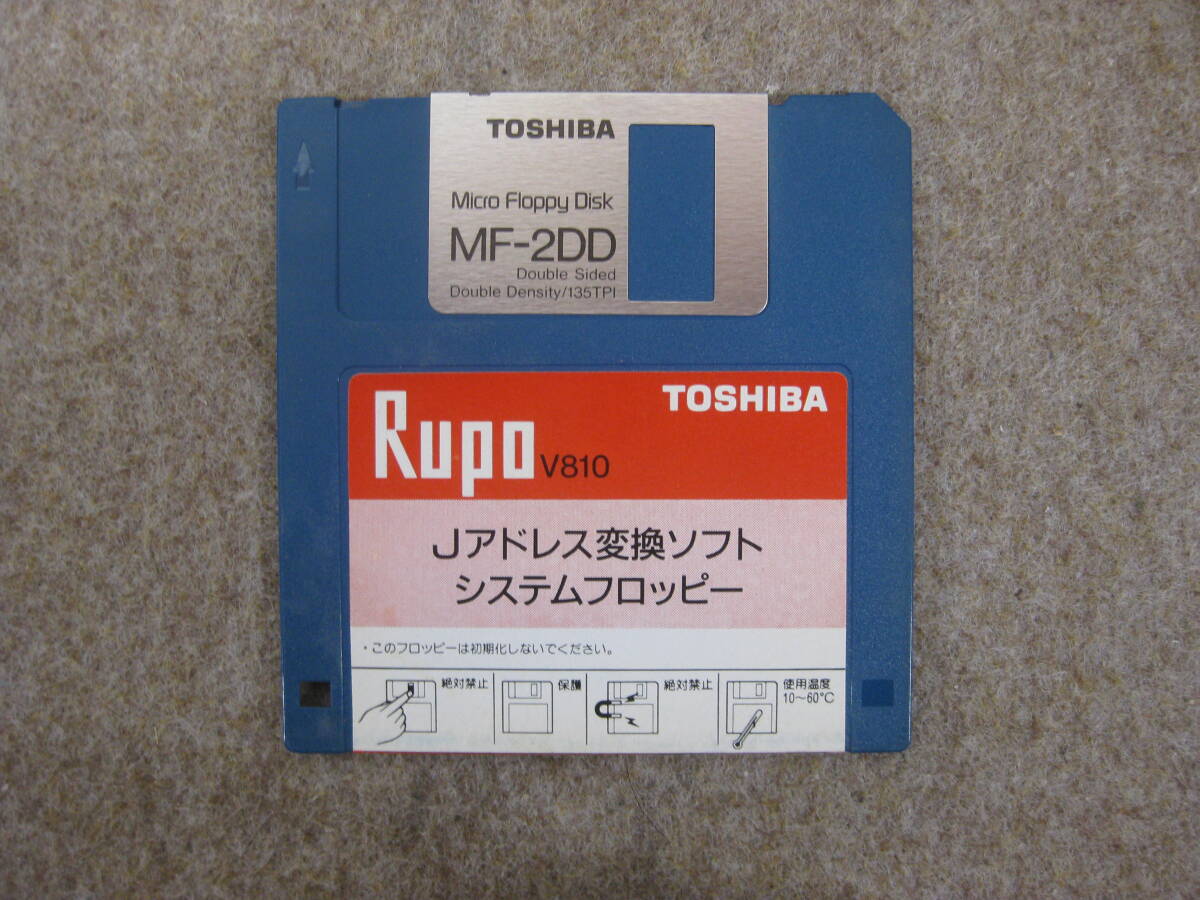 TOSHIBA
Micro Floppy Disk
MF-2DD
Double Sided
Double Density/135TPI
TOSHIBA
Rupo V810
Jアドレス変換ソフト
システムフロッピー
・このフロッピーは初期化しないでください。
絶対禁止
保護
絶対禁止
使用温度
10〜60℃